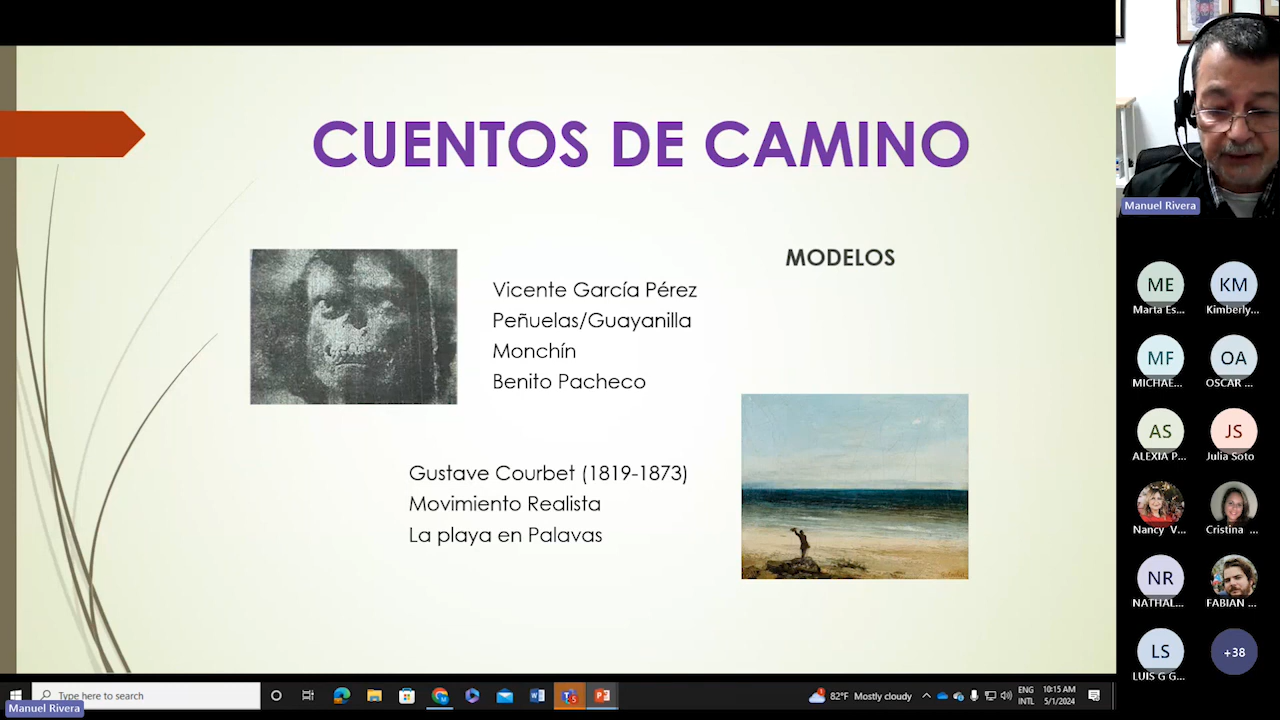 CUENTOS DE CAMINO
MODELOS
Vicente García Pérez
Peñuelas/Guayanilla
Monchín
Benito Pacheco
Gustave Courbet (1819-1873)
Movimiento Realista
La playa en Palavas
Manuel Rivera
ME
KM
Marta Es...
Kimberly...
MF
OA
MICHAE...
OSCAR ...
AS
JS
ALEXIA P...
Julia Soto
Nancy V...
Cristina ...
NR
NATHAL...
FABIAN ...
LS
+38
LUIS G G...
Type here to search
82°F Mostly cloudy
ENG
INTL
10:15 AM
5/1/2024
Manuel Rivera